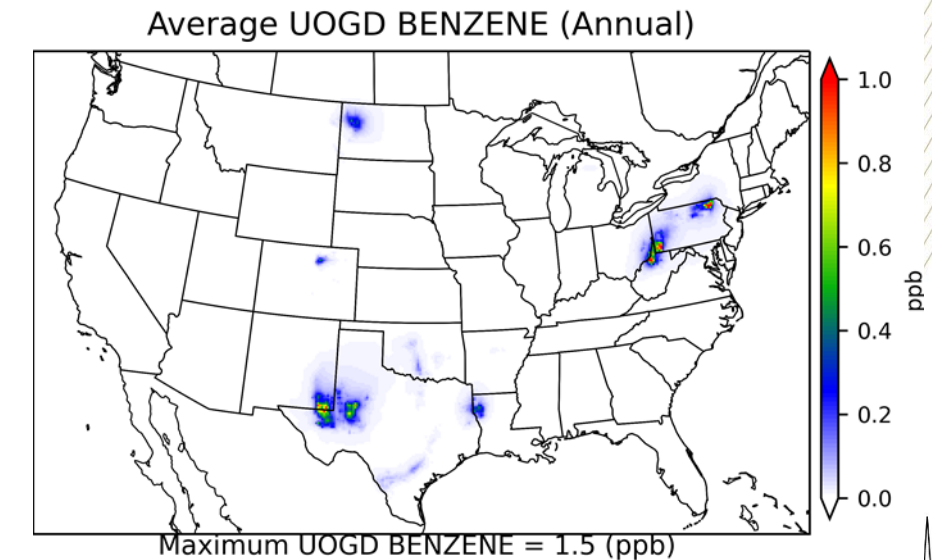 Average UOGD BENZENE (Annual)
1.0
0.8
0.6
0.4
0.2
0.0
ppb
Maximum UOGD BENZENE = 1.5 (ppb)